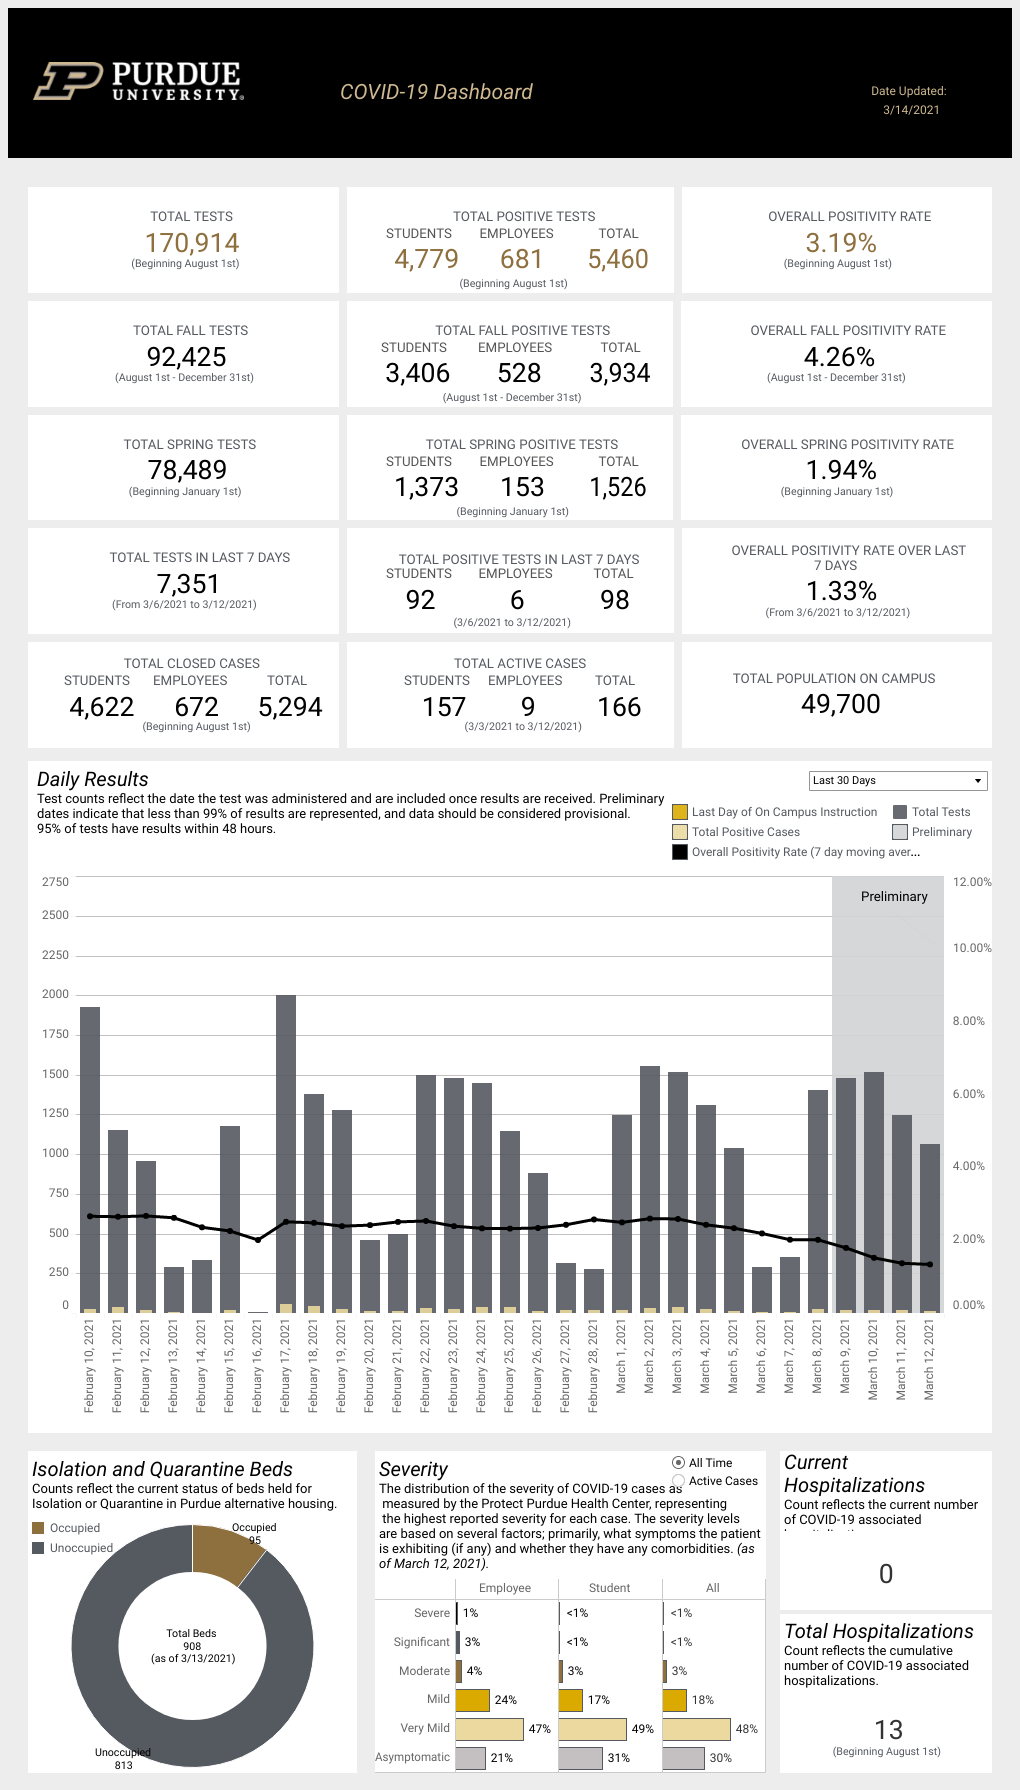 PURDUE
UNIVERSITY®
COVID-19 Dashboard
Date Updated:
3/14/2021
TOTAL TESTS
170,914
(Beginning August 1st)
TOTAL POSITIVE TESTS
STUDENTS EMPLOYEES TOTAL
4,779 681 5,460
(Beginning August 1st)
OVERALL POSITIVITY RATE
3.19%
(Beginning August 1st)
TOTAL FALL TESTS
92,425
(August 1st - December 31st)
TOTAL FALL POSITIVE TESTS
STUDENTS EMPLOYEES TOTAL
3,406 528 3,934
(August 1st - December 31st)
OVERALL FALL POSITIVITY RATE
4.26%
(August 1st - December 31st)
TOTAL SPRING TESTS
78,489
(Beginning January 1st)
TOTAL SPRING POSITIVE TESTS
STUDENTS EMPLOYEES TOTAL
1,373 153 1,526
(Beginning January 1st)
OVERALL SPRING POSITIVITY RATE
1.94%
(Beginning January 1st)
TOTAL TESTS IN LAST 7 DAYS
7,351
(From 3/6/2021 to 3/12/2021)
TOTAL POSITIVE TESTS IN LAST 7 DAYS
STUDENTS EMPLOYEES TOTAL
92 6 98
(3/6/2021 to 3/12/2021)
OVERALL POSITIVITY RATE OVER LAST
7 DAYS
1.33%
(From 3/6/2021 to 3/12/2021)
TOTAL CLOSED CASES
STUDENTS EMPLOYEES TOTAL
4,622 672 5,294
(Beginning August 1st)
TOTAL ACTIVE CASES
STUDENTS EMPLOYEES TOTAL
157 9 166
(3/3/2021 to 3/12/2021)
TOTAL POPULATION ON CAMPUS
49,700
Daily Results
Test counts reflect the date the test was administered and are included once results are received. Preliminary
dates indicate that less than 99% of results are represented, and data should be considered provisional.
95% of tests have results within 48 hours.
Last 30 Days
Last Day of On Campus Instruction
Total Tests
Total Positive Cases
Preliminary
Overall Positivity Rate (7 day moving aver...
2750
2500
2250
2000
1750
1500
1250
1000
750
500
250
0
Preliminary
12.00%
10.00%
8.00%
6.00%
4.00%
2.00%
0.00%
February 10, 2021
February 11, 2021
February 12, 2021
February 13, 2021
February 14, 2021
February 15, 2021
February 16, 2021
February 17, 2021
February 18, 2021
February 19, 2021
February 20, 2021
February 21, 2021
February 22, 2021
February 23, 2021
February 24, 2021
February 25, 2021
February 26, 2021
February 27, 2021
February 28, 2021
March 1, 2021
March 2, 2021
March 3, 2021
March 4, 2021
March 5, 2021
March 6, 2021
March 7, 2021
March 8, 2021
March 9, 2021
March 10, 2021
March 11, 2021
March 12, 2021
Isolation and Quarantine Beds
Counts reflect the current status of beds held for
Isolation or Quarantine in Purdue alternative housing.
Occupied
Unoccupied
Occupied
95
Total Beds
908
(as of 3/13/2021)
Unoccupied
813
Severity
All Time
Active Cases
The distribution of the severity of COVID-19 cases as
measured by the Protect Purdue Health Center, representing
the highest reported severity for each case. The severity levels
are based on several factors; primarily, what symptoms the patient
is exhibiting (if any) and whether they have any comorbidities. (as
of March 12, 2021).
Employee Student All
Severe 1% <1% <1%
Significant 3% <1% <1%
Moderate 4% 3% 3%
Mild 24% 17% 18%
Very Mild 47% 49% 48%
Asymptomatic 21% 31% 30%
Current
Hospitalizations
Count reflects the current number
of COVID-19 associated
0
Total Hospitalizations
Count reflects the cumulative
number of COVID-19 associated
hospitalizations.
13
(Beginning August 1st)